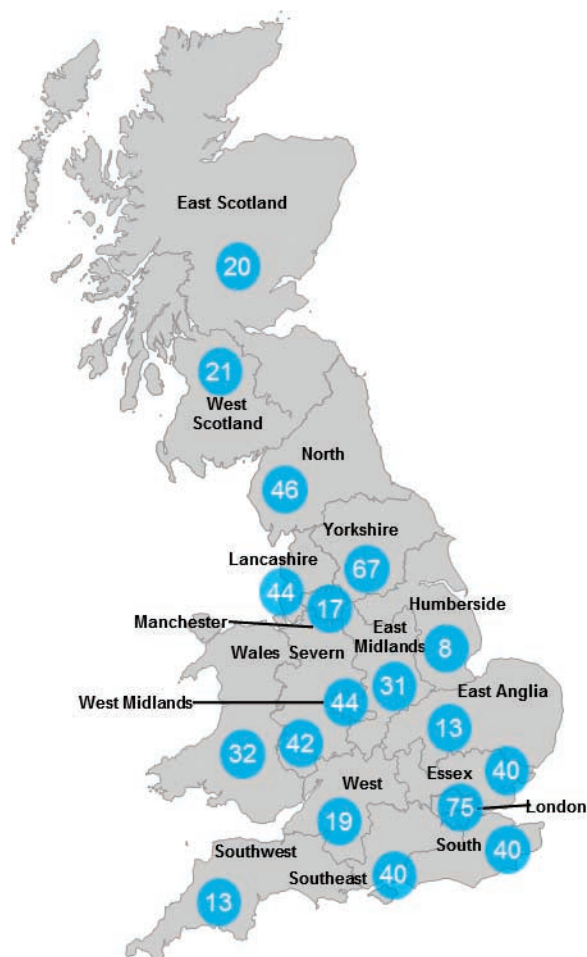 East Scotland
20
21
West
Scotland
North
46
Yorkshire
67
Lancashire
44
17
Manchester
Humberside
8
East
Midlands
31
Wales
Severn
West Midlands
44
East Anglia
13
42
32
Essex
40
West
19
75
London
South
40
Southwest
Southeast
40
13